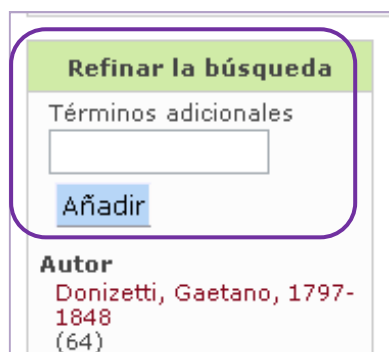 Refinar la búsqueda
Términos adicionales
Añadir
Autor
Donizetti, Gaetano, 1797-
1848
(64)